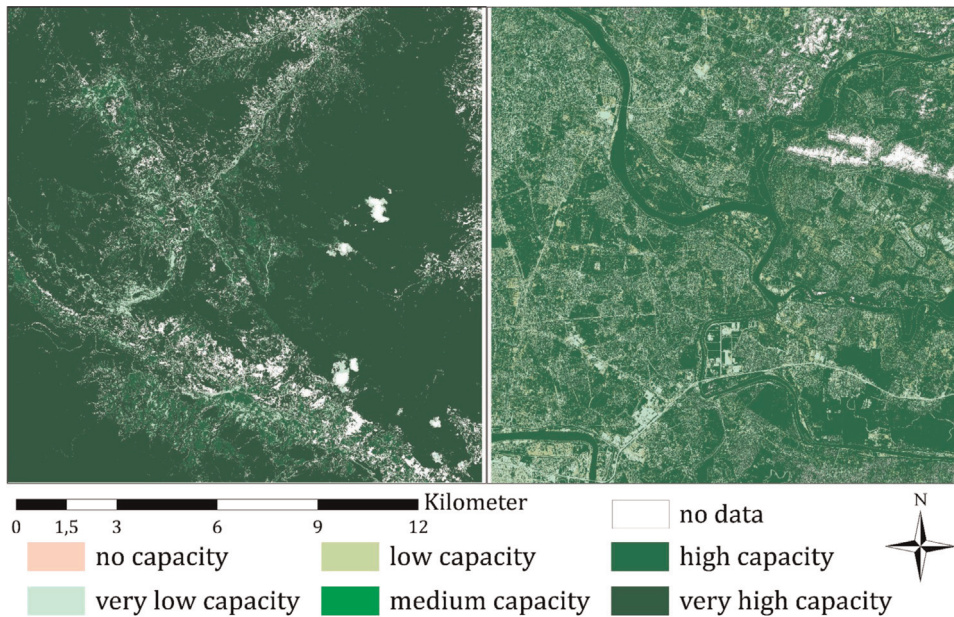 Kilometer
0 1,5 3 6 9 12
no data
N
no capacity
low capacity
high capacity
very low capacity
medium capacity
very high capacity